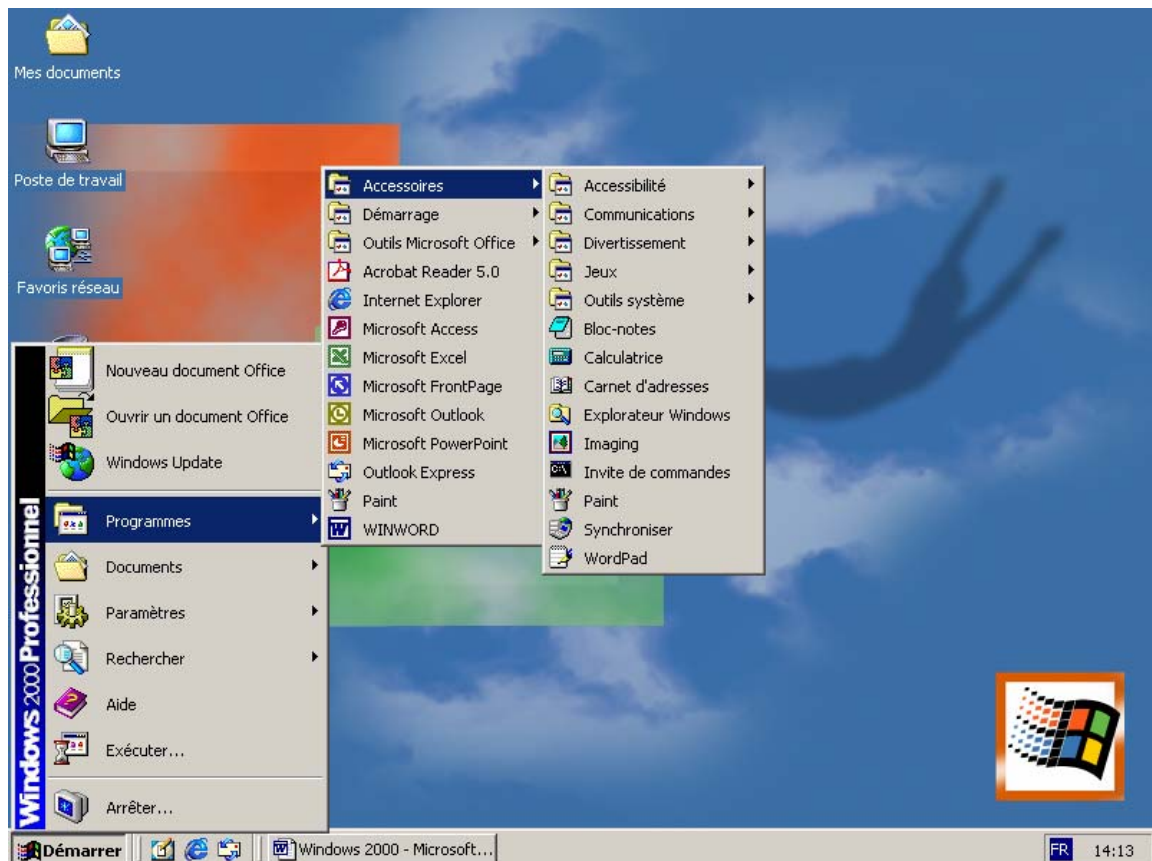 Mes documents
Poste de travail
Favoris réseau
Nouveau document Office
Ouvrir un document Office
Windows Update
Programmes
Documents
Paramètres
Rechercher
Aide
Exécuter...
Arrêter...
Windows 2000 Professionnel
Accessoires
Démarrage
Outils Microsoft Office
Acrobat Reader 5.0
Internet Explorer
Microsoft Access
Microsoft Excel
Microsoft FrontPage
Microsoft Outlook
Microsoft PowerPoint
Outlook Express
Paint
WINWORD
Accessibilité
Communications
Divertissement
Jeux
Outils système
Bloc-notes
Calculatrice
Carnet d'adresses
Explorateur Windows
Imaging
Invite de commandes
Paint
Synchroniser
WordPad
Démarrer
Windows 2000 - Microsoft...
FR
14:13